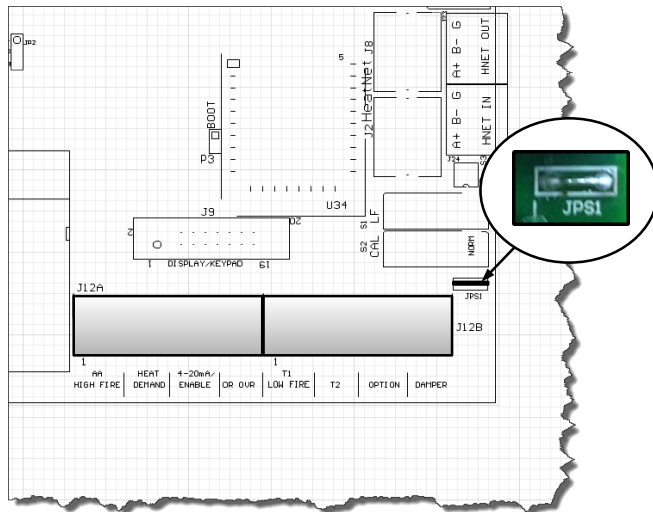 JP2
J23
5
J8
HeatNet
J2
A+ B- G
HNET OUT
A+ B- G
HNET IN
BOOT
P3
J24
S3
U34
J9
20
2
1
DISPLAY/KEYPAD
19
S1
LF
S2
CAL
NORM
JPS1
JPS1
J12A
J12B
1
1
AA
HIGH FIRE
HEAT
DEMAND
4-20mA/
ENABLE
OR OVR
T1
LOW FIRE
T2
OPTION
DAMPER